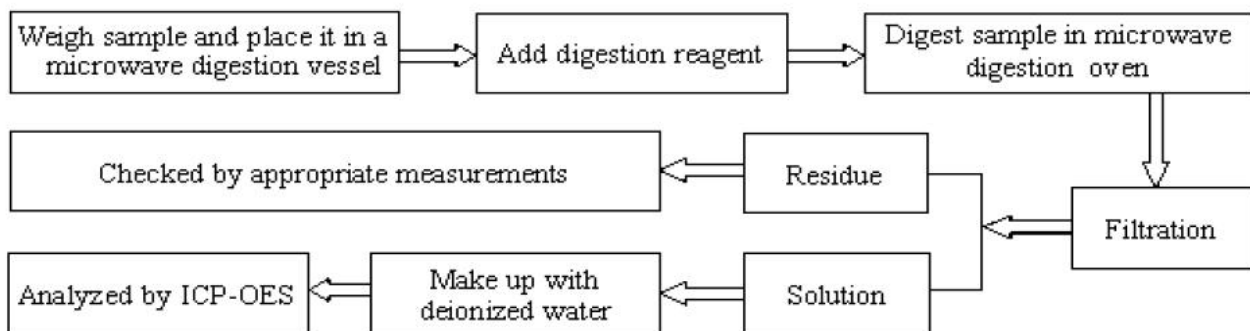 Weigh sample and place it in a
microwave digestion vessel
Add digestion reagent
Digest sample in microwave
digestion oven
Filtration
Residue
Checked by appropriate measurements
Solution
Make up with
deionized water
Analyzed by ICP-OES